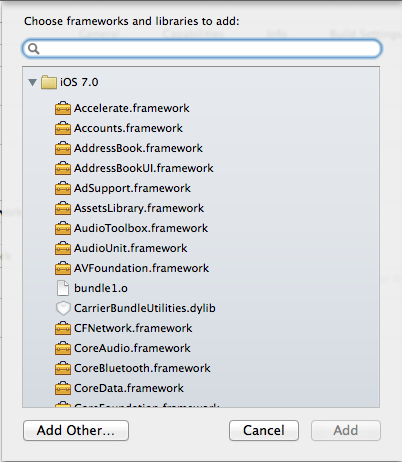 Choose frameworks and libraries to add:
iOS 7.0
Accelerate.framework
Accounts.framework
AddressBook.framework
AddressBookUI.framework
AdSupport.framework
AssetsLibrary.framework
AudioToolbox.framework
AudioUnit.framework
AVFoundation.framework
bundle1.o
CarrierBundleUtilities.dylib
CFNetwork.framework
CoreAudio.framework
CoreBluetooth.framework
CoreData.framework
CoreFoundation.framework
Add Other... Cancel Add